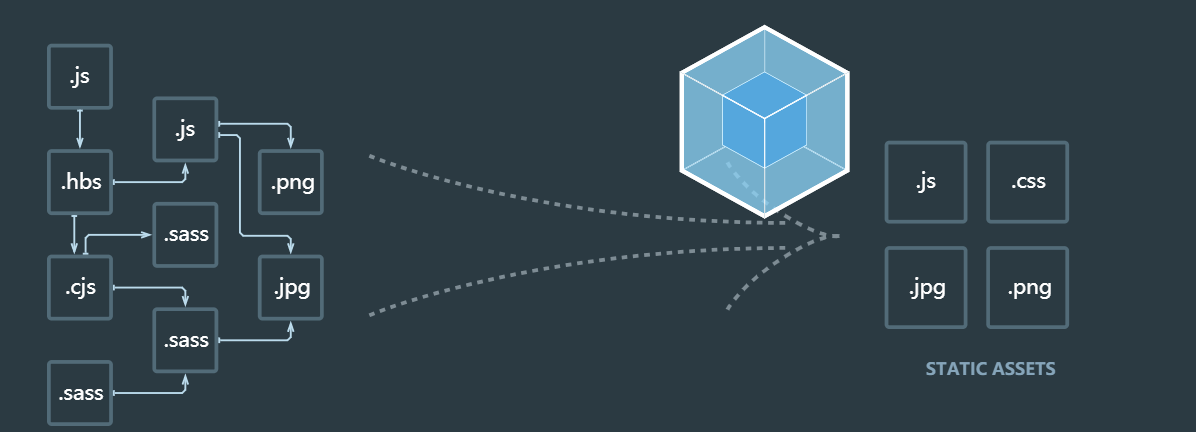 .js
.js
.hbs
.png
.sass
.cjs
.jpg
.sass
.sass
.js
.css
.jpg
.png
STATIC ASSETS